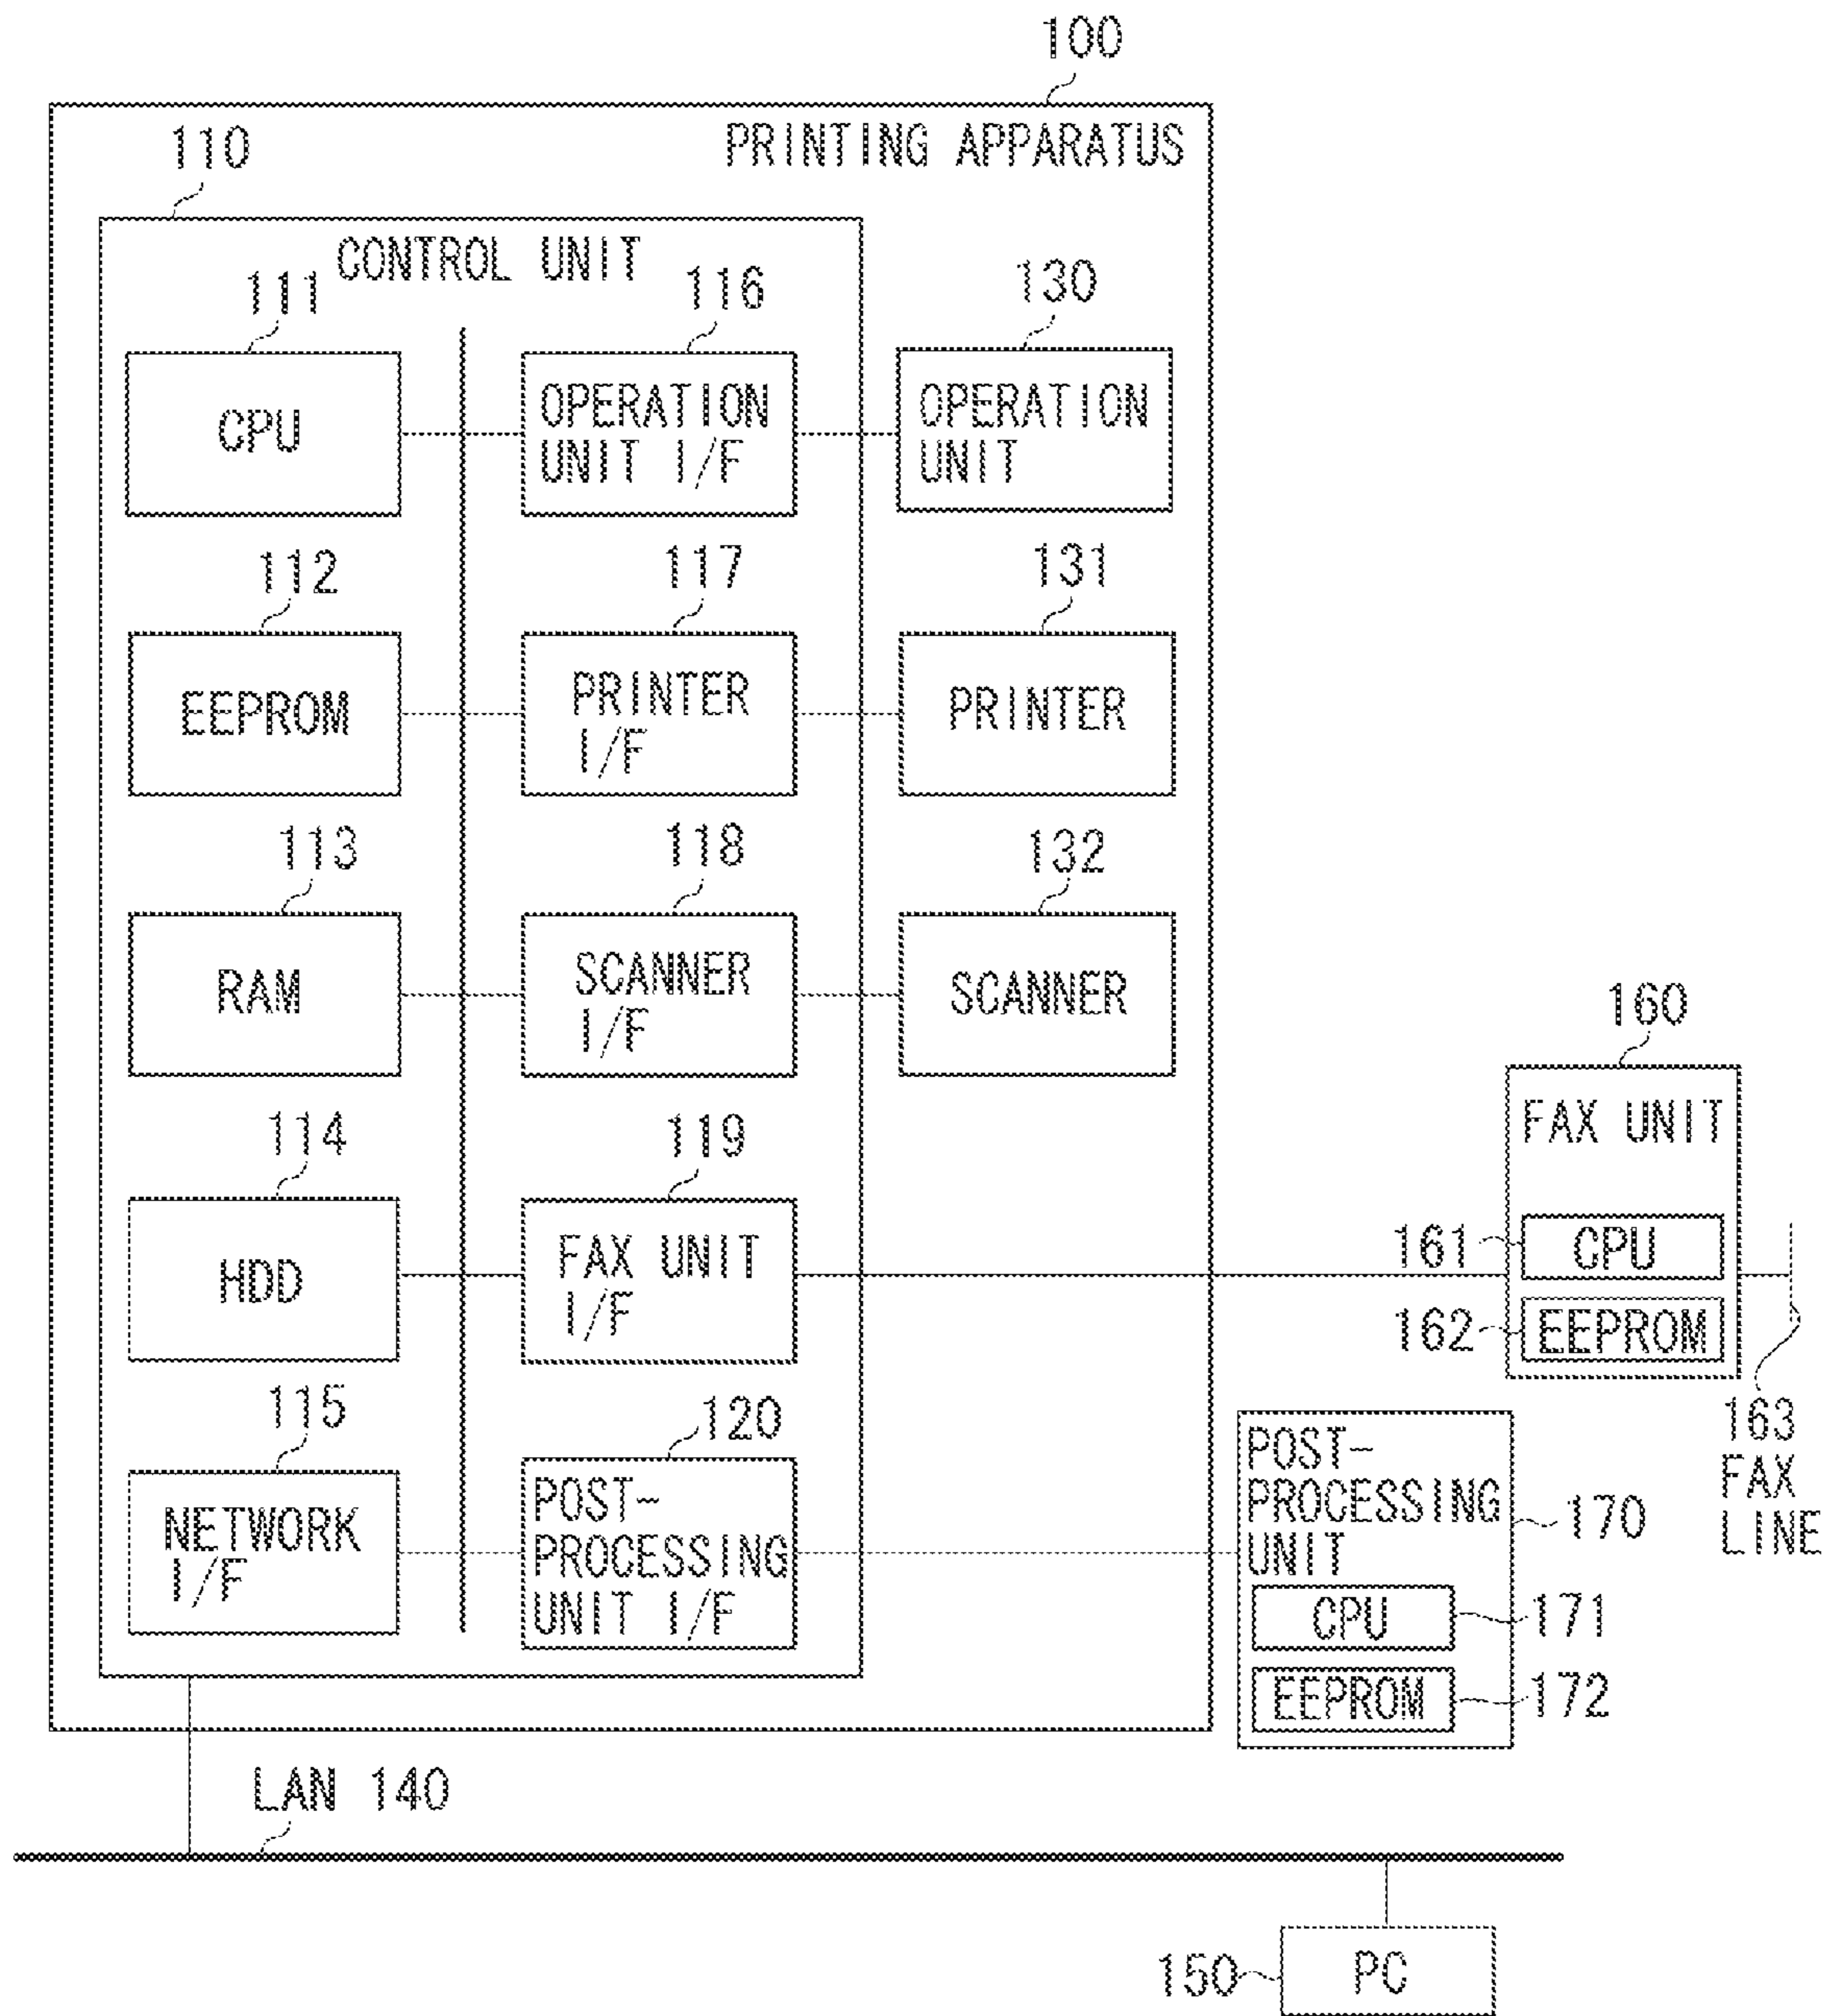 100
PRINTING APPARATUS
110
CONTROL UNIT
111
116
130
CPU
OPERATION
UNIT I/F
OPERATION
UNIT
112
117
131
EEPROM
PRINTER
I/F
PRINTER
113
118
132
RAM
SCANNER
I/F
SCANNER
160
FAX UNIT
114
119
HDD
FAX UNIT
I/F
161
CPU
162
EEPROM
163
FAX
LINE
115
120
NETWORK
I/F
POST-
PROCESSING
UNIT I/F
POST-
PROCESSING
UNIT
170
CPU
171
EEPROM
172
LAN 140
150
PC